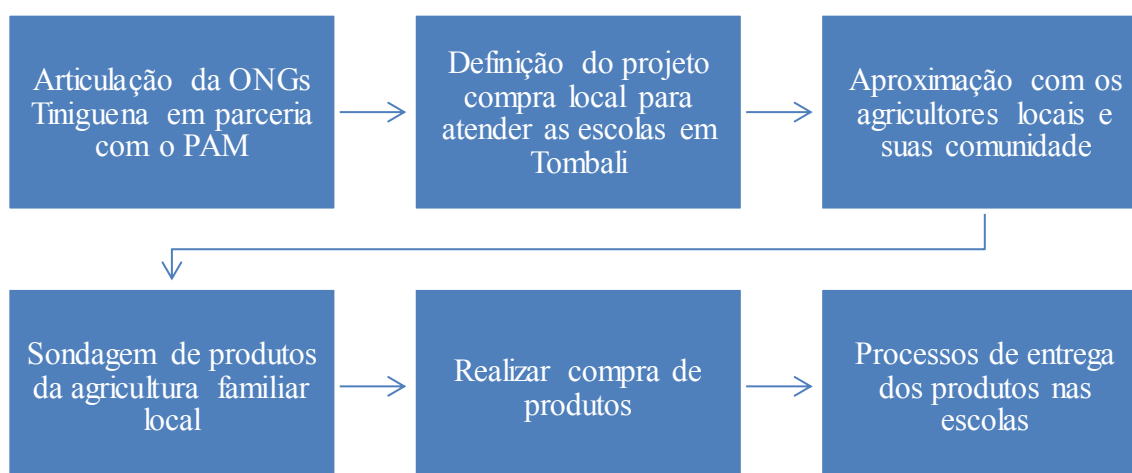 Articulação da ONGs
Tiniguena em parceria
com o PAM
Definição do projeto
compra local para
atender as escolas em
Tombali
Aproximação com os
agricultores locais e
suas comunidade
Sondagem de produtos
da agricultura familiar
local
Realizar compra de
produtos
Processos de entrega
dos produtos nas
escolas